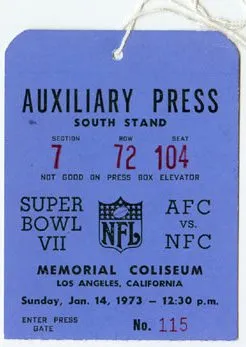 AUXILIARY PRESS
SOUTH STAND
SECTION ROW SEAT
7 72 104
NOT GOOD ON PRESS BOX ELEVATOR
SUPER BOWL VII
NFL
AFC vs. NFC
MEMORIAL COLISEUM
LOS ANGELES, CALIFORNIA
Sunday, Jan. 14, 1973 — 12:30 p.m.
ENTER PRESS GATE
No. 115